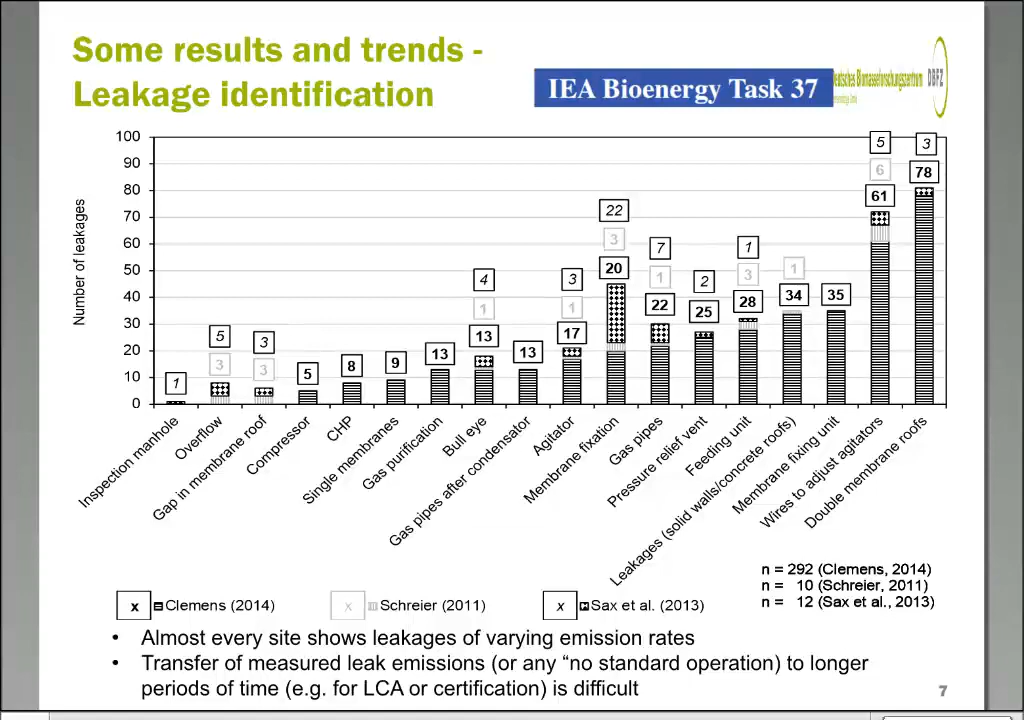 Some results and trends -
Leakage identification
IEA Bioenergy Task 37
Deutsches Biomasseforschungszentrum DBFZ
Number of leakages
100
90
80
70
60
50
40
30
20
10
0
1
5
3
3
3
5
8
9
13
4
1
13
13
3
1
17
22
3
20
7
1
22
2
25
1
3
28
1
34
35
5
6
61
3
78
Inspection manhole
Overflow
Gap in membrane roof
Compressor
CHP
Single membranes
Gas purification
Bull eye
Gas pipes after condensator
Agitator
Membrane fixation
Gas pipes
Pressure relief vent
Feeding unit
Leakages (solid walls/concrete roofs)
Membrane fixing unit
Wires to adjust agitators
Double membrane roofs
n = 292 (Clemens, 2014)
n = 10 (Schreier, 2011)
n = 12 (Sax et al., 2013)
x Clemens (2014) x Schreier (2011) x Sax et al. (2013)
• Almost every site shows leakages of varying emission rates
• Transfer of measured leak emissions (or any “no standard operation) to longer
periods of time (e.g. for LCA or certification) is difficult
7